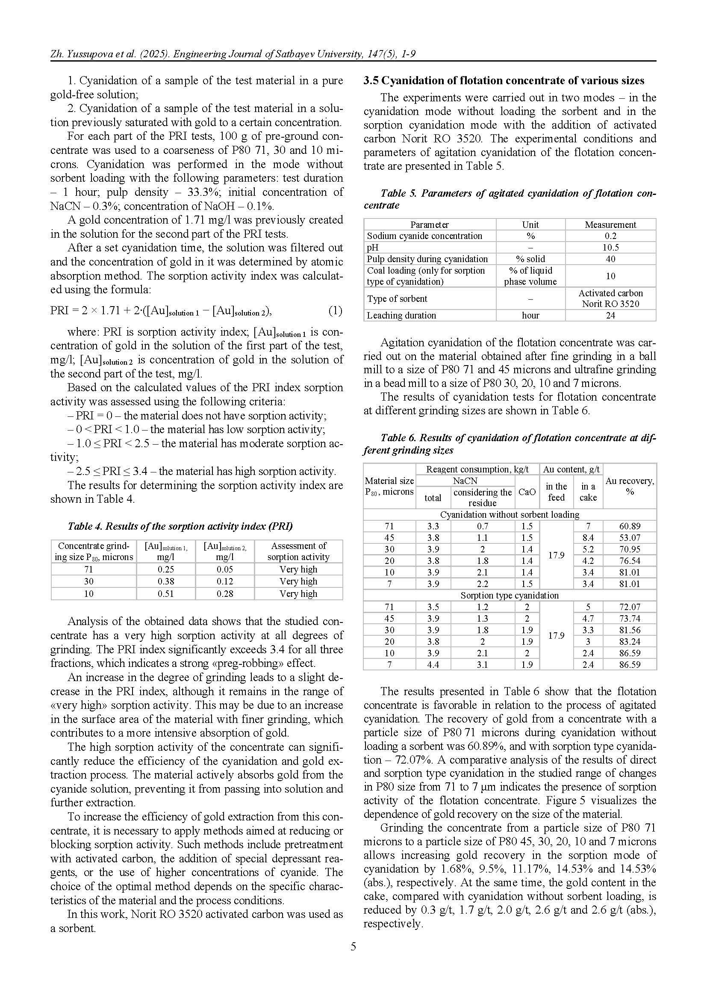 Zh. Yussupova et al. (2025). Engineering Journal of Satbayev University, 147(5), 1-9
1. Cyanidation of a sample of the test material in a pure
gold-free solution;
2. Cyanidation of a sample of the test material in a solu-
tion previously saturated with gold to a certain concentration.
For each part of the PRI tests, 100 g of pre-ground con-
centrate was used to a coarseness of P80 71, 30 and 10 mi-
crons. Cyanidation was performed in the mode without
sorbent loading with the following parameters: test duration
– 1 hour; pulp density – 33.3%; initial concentration of
NaCN – 0.3%; concentration of NaOH – 0.1%.
A gold concentration of 1.71 mg/l was previously created
in the solution for the second part of the PRI tests.
After a set cyanidation time, the solution was filtered out
and the concentration of gold in it was determined by atomic
absorption method. The sorption activity index was calculat-
ed using the formula:
PRI = 2 × 1.71 + 2·([Au]solution 1 − [Au]solution 2), (1)
where: PRI is sorption activity index; [Au]solution 1 is con-
centration of gold in the solution of the first part of the test,
mg/l; [Au]solution 2 is concentration of gold in the solution of
the second part of the test, mg/l.
Based on the calculated values of the PRI index sorption
activity was assessed using the following criteria:
– PRI = 0 – the material does not have sorption activity;
– 0 < PRI < 1.0 – the material has low sorption activity;
– 1.0 ≤ PRI < 2.5 – the material has moderate sorption ac-
tivity;
– 2.5 ≤ PRI ≤ 3.4 – the material has high sorption activity.
The results for determining the sorption activity index are
shown in Table 4.
Table 4. Results of the sorption activity index (PRI)
Concentrate grind- [Au]solution 1, [Au]solution 2, Assessment of
ing size P80, microns mg/l mg/l sorption activity
71 0.25 0.05 Very high
30 0.38 0.12 Very high
10 0.51 0.28 Very high
Analysis of the obtained data shows that the studied con-
centrate has a very high sorption activity at all degrees of
grinding. The PRI index significantly exceeds 3.4 for all three
fractions, which indicates a strong «preg-robbing» effect.
An increase in the degree of grinding leads to a slight de-
crease in the PRI index, although it remains in the range of
«very high» sorption activity. This may be due to an increase
in the surface area of the material with finer grinding, which
contributes to a more intensive absorption of gold.
The high sorption activity of the concentrate can signifi-
cantly reduce the efficiency of the cyanidation and gold ex-
traction process. The material actively absorbs gold from the
cyanide solution, preventing it from passing into solution and
further extraction.
To increase the efficiency of gold extraction from this con-
centrate, it is necessary to apply methods aimed at reducing or
blocking sorption activity. Such methods include pretreatment
with activated carbon, the addition of special depressant rea-
gents, or the use of higher concentrations of cyanide. The
choice of the optimal method depends on the specific charac-
teristics of the material and the process conditions.
In this work, Norit RO 3520 activated carbon was used as
a sorbent.
3.5 Cyanidation of flotation concentrate of various sizes
The experiments were carried out in two modes – in the
cyanidation mode without loading the sorbent and in the
sorption cyanidation mode with the addition of activated
carbon Norit RO 3520. The experimental conditions and
parameters of agitation cyanidation of the flotation concen-
trate are presented in Table 5.
Table 5. Parameters of agitated cyanidation of flotation con-
centrate
Parameter Unit Measurement
Sodium cyanide concentration % 0.2
pH – 10.5
Pulp density during cyanidation % solid 40
Coal loading (only for sorption % of liquid
type of cyanidation) phase volume 10
Type of sorbent – Activated carbon
Norit RO 3520
Leaching duration hour 24
Agitation cyanidation of the flotation concentrate was car-
ried out on the material obtained after fine grinding in a ball
mill to a size of P80 71 and 45 microns and ultrafine grinding
in a bead mill to a size of P80 30, 20, 10 and 7 microns.
The results of cyanidation tests for flotation concentrate
at different grinding sizes are shown in Table 6.
Table 6. Results of cyanidation of flotation concentrate at dif-
ferent grinding sizes
Reagent consumption, kg/t Au content, g/t
Material size NaCN CaO in the in a Au recovery,
P80, microns total considering the feed cake %
residue
Cyanidation without sorbent loading
71 3.3 0.7 1.5 7 60.89
45 3.8 1.1 1.5 8.4 53.07
30 3.9 2 1.4 5.2 70.95
17.9
20 3.8 1.8 1.4 4.2 76.54
10 3.9 2.1 1.4 3.4 81.01
7 3.9 2.2 1.5 3.4 81.01
Sorption type cyanidation
71 3.5 1.2 2 5 72.07
45 3.9 1.3 2 4.7 73.74
30 3.9 1.8 1.9 3.3 81.56
17.9
20 3.8 2 1.9 3 83.24
10 3.9 2.1 2 2.4 86.59
7 4.4 3.1 1.9 2.4 86.59
The results presented in Table 6 show that the flotation
concentrate is favorable in relation to the process of agitated
cyanidation. The recovery of gold from a concentrate with a
particle size of P80 71 microns during cyanidation without
loading a sorbent was 60.89%, and with sorption type cyanida-
tion – 72.07%. A comparative analysis of the results of direct
and sorption type cyanidation in the studied range of changes
in P80 size from 71 to 7 µm indicates the presence of sorption
activity of the flotation concentrate. Figure 5 visualizes the
dependence of gold recovery on the size of the material.
Grinding the concentrate from a particle size of P80 71
microns to a particle size of P80 45, 30, 20, 10 and 7 microns
allows increasing gold recovery in the sorption mode of
cyanidation by 1.68%, 9.5%, 11.17%, 14.53% and 14.53%
(abs.), respectively. At the same time, the gold content in the
cake, compared with cyanidation without sorbent loading, is
reduced by 0.3 g/t, 1.7 g/t, 2.0 g/t, 2.6 g/t and 2.6 g/t (abs.),
respectively.
5